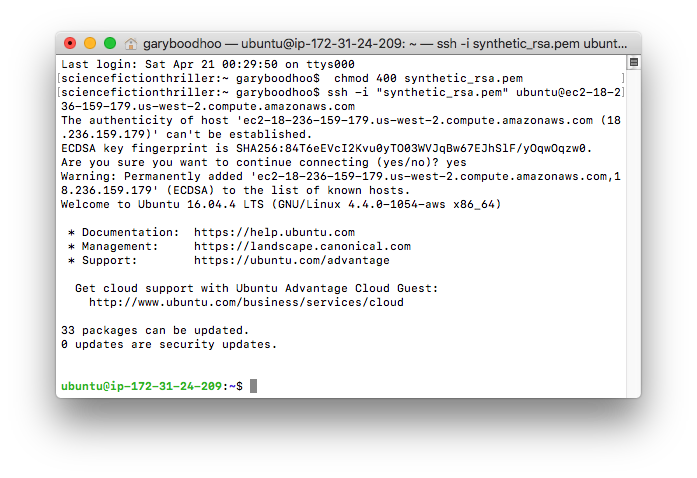 garyboodhoo — ubuntu@ip-172-31-24-209: ~ — ssh -i synthetic_rsa.pem ubunt...
Last login: Sat Apr 21 00:29:50 on ttys000
[sciencefictionthriller:~ garyboodhoo$  chmod 400 synthetic_rsa.pem ]
[sciencefictionthriller:~ garyboodhoo$ ssh -i "synthetic_rsa.pem" ubuntu@ec2-18-2]
36-159-179.us-west-2.compute.amazonaws.com
The authenticity of host 'ec2-18-236-159-179.us-west-2.compute.amazonaws.com (18
.236.159.179)' can't be established.
ECDSA key fingerprint is SHA256:84T6eEVcI2Kvu0yTO03WVJqBw67EJhSlF/yOqwOqzw0.
Are you sure you want to continue connecting (yes/no)? yes
Warning: Permanently added 'ec2-18-236-159-179.us-west-2.compute.amazonaws.com,1
8.236.159.179' (ECDSA) to the list of known hosts.
Welcome to Ubuntu 16.04.4 LTS (GNU/Linux 4.4.0-1054-aws x86_64)
* Documentation:  https://help.ubuntu.com
* Management:     https://landscape.canonical.com
* Support:        https://ubuntu.com/advantage
Get cloud support with Ubuntu Advantage Cloud Guest:
http://www.ubuntu.com/business/services/cloud
33 packages can be updated.
0 updates are security updates.
ubuntu@ip-172-31-24-209:~$